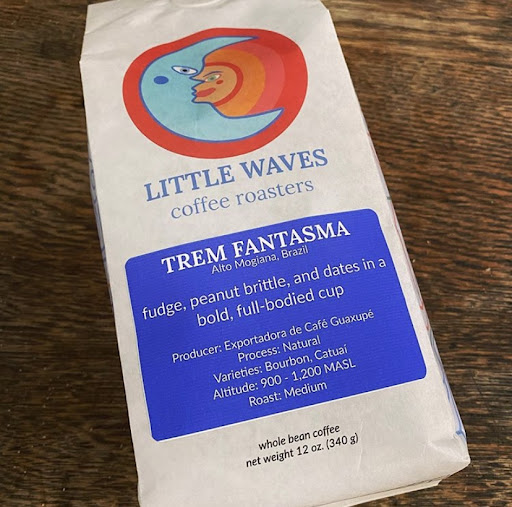 LITTLE WAVES
coffee roasters
TREM FANTASMA
Alto Mogiana, Brazil
fudge, peanut brittle, and dates in a
bold, full-bodied cup
Producer: Exportadora de Café Guaxupé
Process: Natural
Varieties: Bourbon, Catuaí
Altitude: 900 - 1,200 MASL
Roast: Medium
whole bean coffee
net weight 12 oz. (340 g)